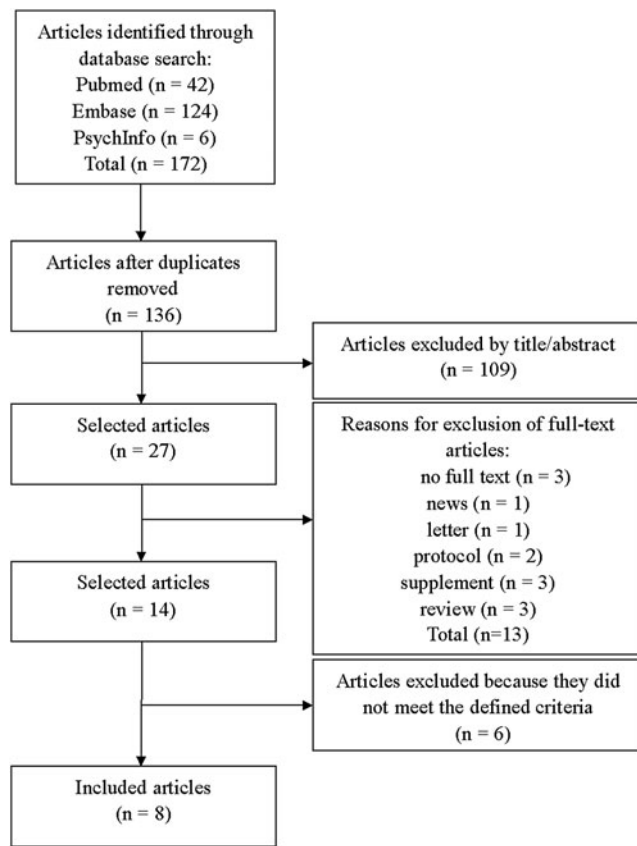 Articles identified through
database search:
Pubmed (n = 42)
Embase (n = 124)
PsychInfo (n = 6)
Total (n = 172)
Articles after duplicates
removed
(n = 136)
Articles excluded by title/abstract
(n = 109)
Selected articles
(n = 27)
Reasons for exclusion of full-text
articles:
no full text (n = 3)
news (n = 1)
letter (n = 1)
protocol (n = 2)
supplement (n = 3)
review (n = 3)
Total (n=13)
Selected articles
(n = 14)
Articles excluded because they did
not meet the defined criteria
(n = 6)
Included articles
(n = 8)